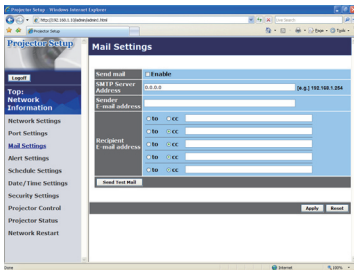 Projector Setup - Windows Internet Explorer
http://192.168.1.10/admin/admini.html
Live Search
Projector Setup
Page
Tools
Projector Setup
Logoff
Top:
Network
Information
Network Settings
Port Settings
Mail Settings
Alert Settings
Schedule Settings
Date/Time Settings
Security Settings
Projector Control
Projector Status
Network Restart
Mail Settings
Send mail
Enable
SMTP Server
Address
0.0.0.0
[e.g.] 192.168.1.254
Sender
E-mail address
Recipient
E-mail address
to cc
to cc
to cc
to cc
to cc
Send Test Mail
Apply Reset
Done
Internet
100%